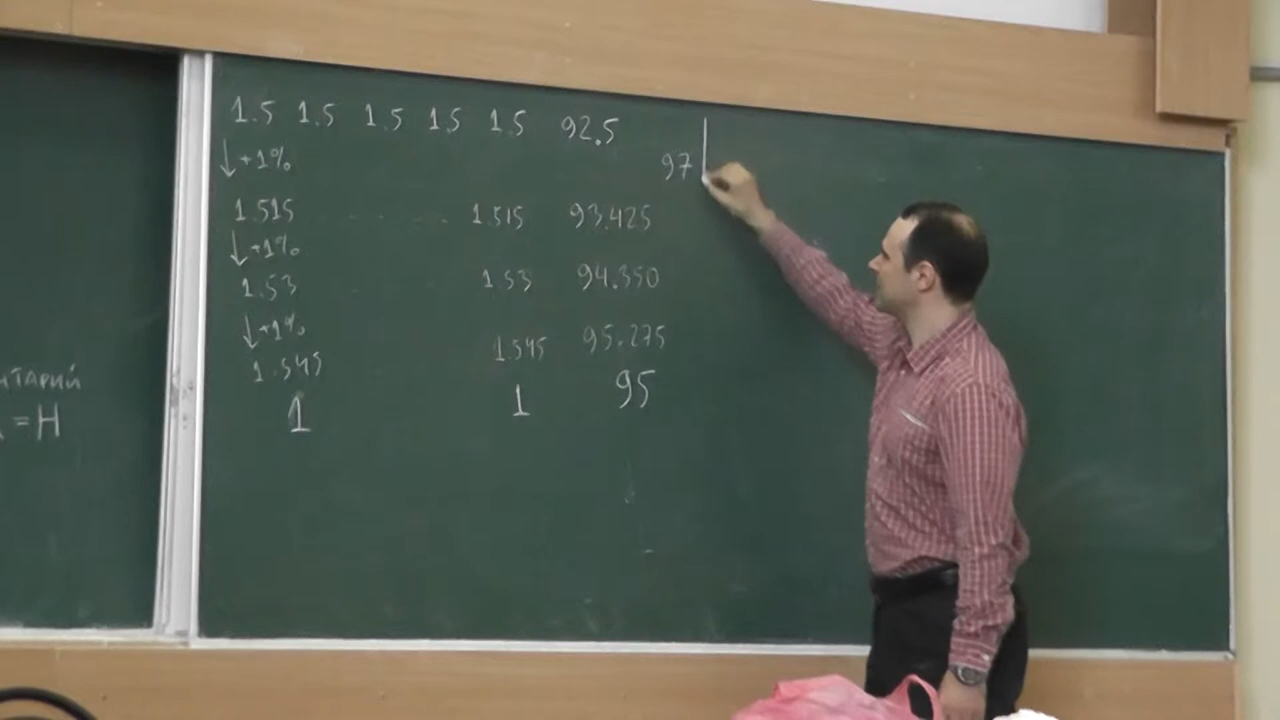 1.5 1.5 1.5 1.5 1.5 92.5
↓+1%
97
1.515 . . . . . . . 1.515 93.425
↓+1%
1.53 1.53 94.350
↓+1%
1.545 1.545 95.275
1 1 95
НТАРИЙ
=H